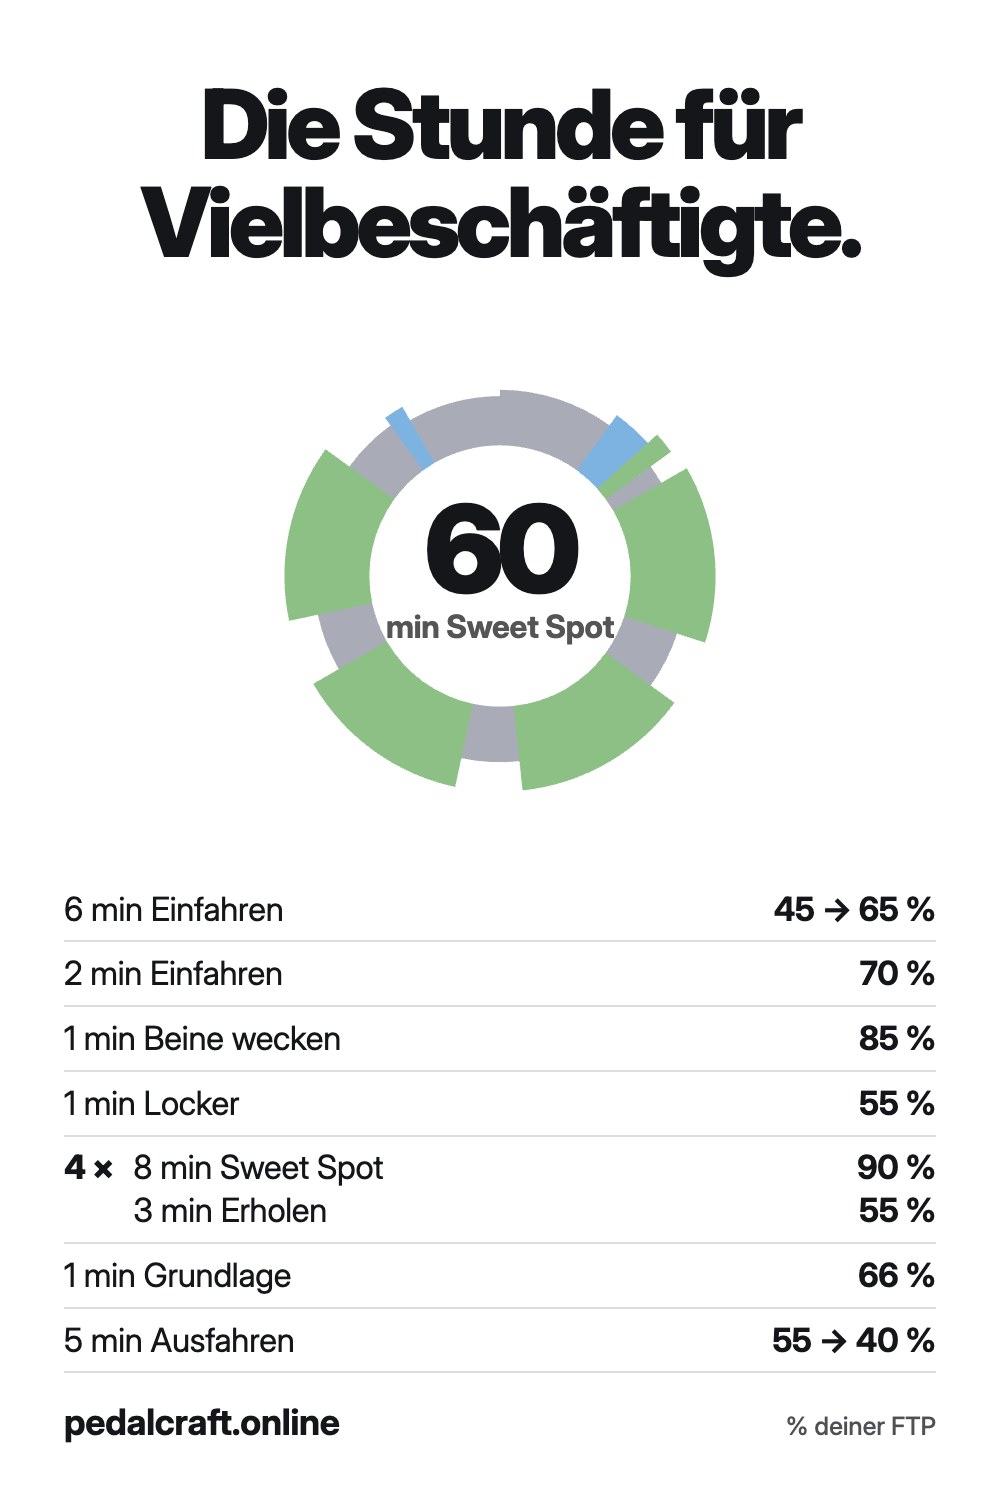 Die Stunde für
Vielbeschäftigte.
60
min Sweet Spot
6 min Einfahren 45 → 65 %
2 min Einfahren 70 %
1 min Beine wecken 85 %
1 min Locker 55 %
4 × 8 min Sweet Spot 90 %
3 min Erholen 55 %
1 min Grundlage 66 %
5 min Ausfahren 55 → 40 %
pedalcraft.online % deiner FTP